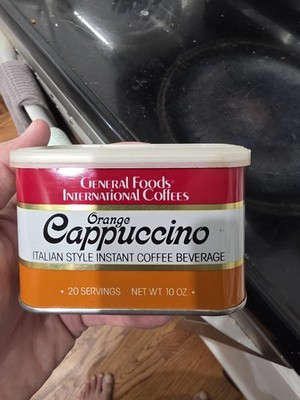 General Foods
International Coffees
Orange
Cappuccino
ITALIAN STYLE INSTANT COFFEE BEVERAGE
• 20 SERVINGS NET WT. 10 OZ. •